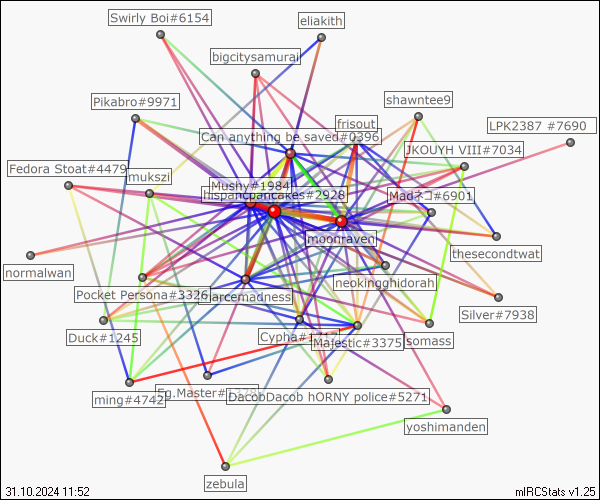 Swirly Boi#6154
eliakith
bigcitysamurai
Pikabro#9971
shawntee9
frisout
LPK2387 #7690
Can anything be saved#0396
JKOUYH VIII#7034
Fedora Stoat#4479
mukszi
Mushy#1984
hispanicpancakes#2928
Madネコ#6901
moonraven
thesecondtwat
normalwan
neokingghidorah
Pocket Persona#3326
arcemadness
Silver#7938
Duck#1245
Cypha#1717
Majestic#3375
somass
ming#4742
Eg.Master#
DacobDacob hORNY police#5271
yoshimanden
zebula
31.10.2024 11:52
mIRCStats v1.25